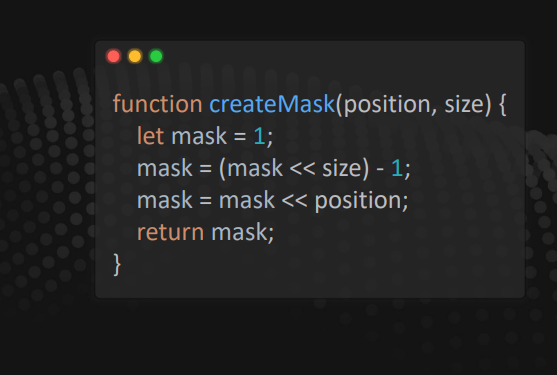 function createMask(position, size) {
let mask = 1;
mask = (mask << size) - 1;
mask = mask << position;
return mask;
}